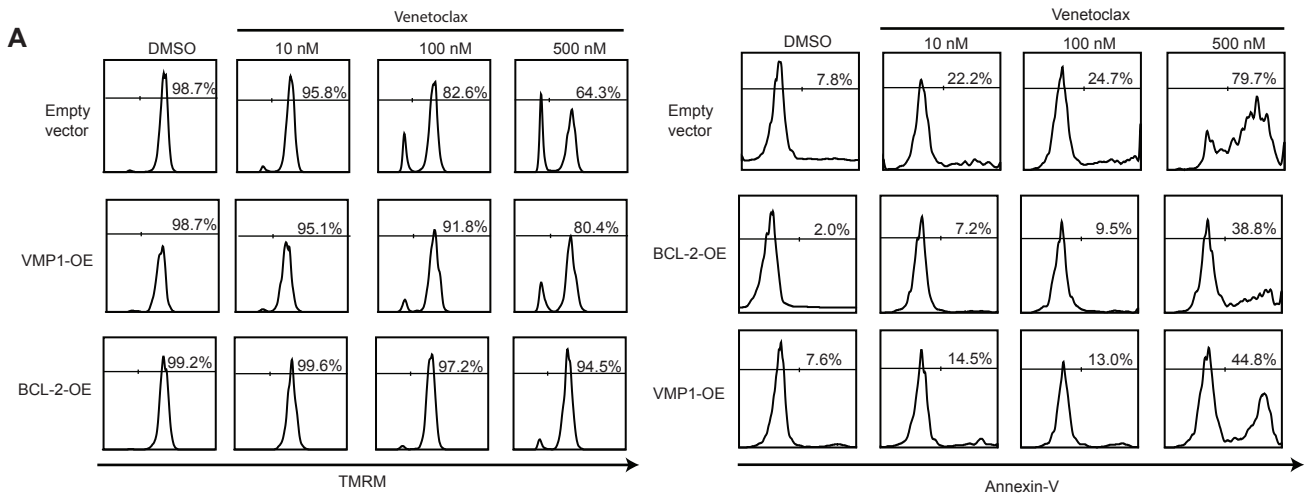 A
Venetoclax
DMSO 10 nM 100 nM 500 nM
Empty vector
98.7% 95.8% 82.6% 64.3%
VMP1-OE
98.7% 95.1% 91.8% 80.4%
BCL-2-OE
99.2% 99.6% 97.2% 94.5%
TMRM
Venetoclax
DMSO 10 nM 100 nM 500 nM
Empty vector
7.8% 22.2% 24.7% 79.7%
BCL-2-OE
2.0% 7.2% 9.5% 38.8%
VMP1-OE
7.6% 14.5% 13.0% 44.8%
Annexin-V